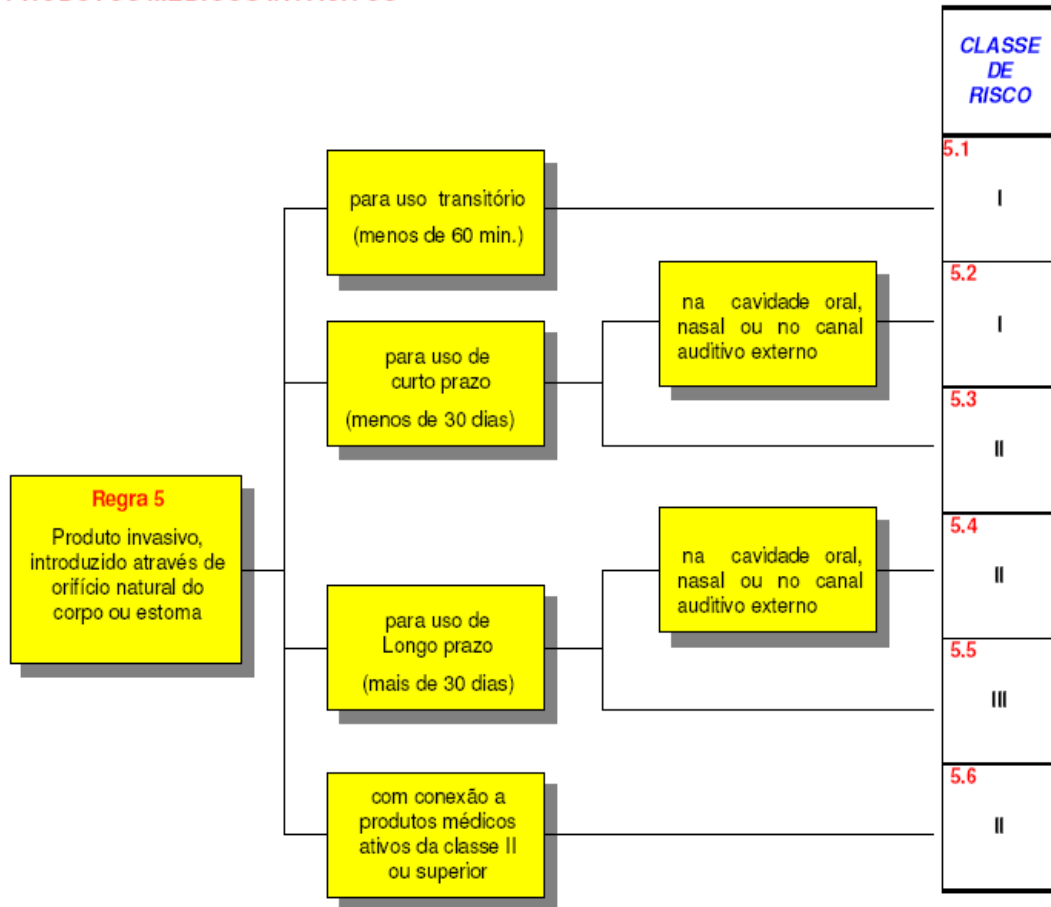 CLASSE
DE
RISCO
5.1
I
para uso transitório
(menos de 60 min.)
5.2
I
na cavidade oral,
nasal ou no canal
auditivo externo
para uso de
curto prazo
(menos de 30 dias)
5.3
II
Regra 5
Produto invasivo,
introduzido através de
orifício natural do
corpo ou estoma
5.4
II
na cavidade oral,
nasal ou no canal
auditivo externo
para uso de
Longo prazo
(mais de 30 dias)
5.5
III
5.6
II
com conexão a
produtos médicos
ativos da classe II
ou superior